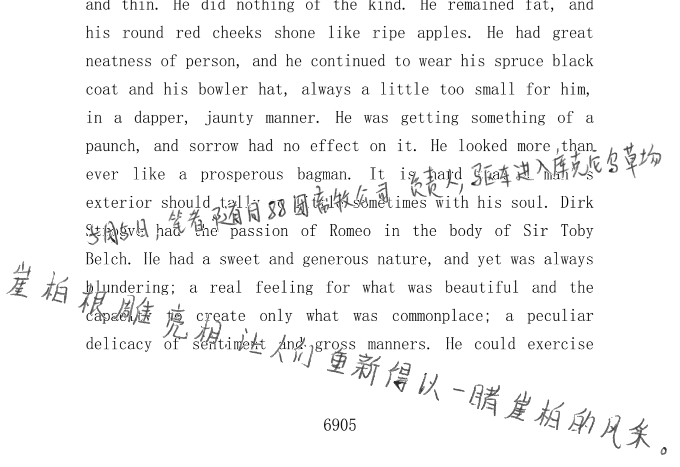 and thin. He did nothing of the kind. He remained fat, and
his round red cheeks shone like ripe apples. He had great
neatness of person, and he continued to wear his spruce black
coat and his bowler hat, always a little too small for him,
in a dapper, jaunty manner. He was getting something of a
paunch, and sorrow had no effect on it. He looked more than
ever like a prosperous bagman. It is hard that a man's
exterior should tally so little sometimes with his soul. Dirk
Stroeve had the passion of Romeo in the body of Sir Toby
Belch. He had a sweet and generous nature, and yet was always
blundering; a real feeling for what was beautiful and the
capacity to create only what was commonplace; a peculiar
delicacy of sentiment and gross manners. He could exercise
日,笔者 88团畜牧公司 负责人,驱车进入库克尼乌草场
崖柏根雕亮相,让人们重新得以一睹崖柏的风采。
6905